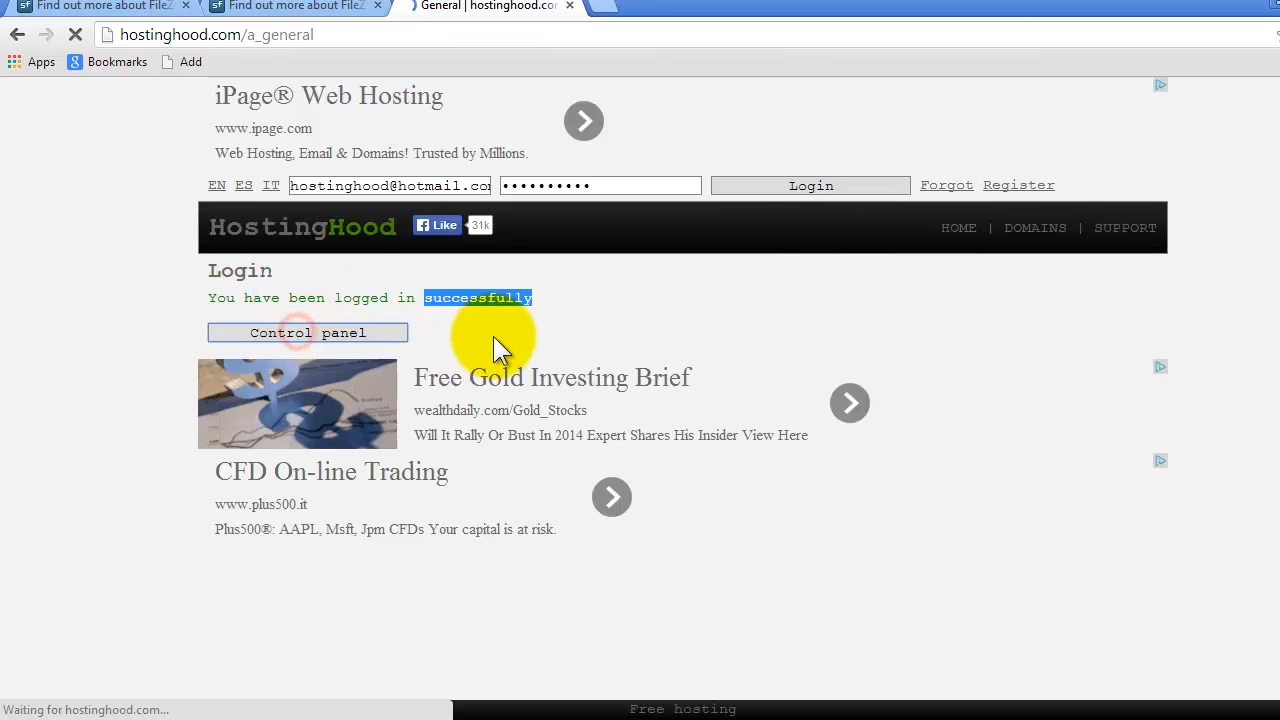 Find out more about FileZ
Find out more about FileZ
General | hostinghood.com
hostinghood.com/a_general
Apps Bookmarks Add
iPage® Web Hosting
www.ipage.com
Web Hosting, Email & Domains! Trusted by Millions.
EN ES IT hostinghood@hotmail.com •••••••••• Login Forgot Register
HostingHood Like 31k HOME | DOMAINS | SUPPORT
Login
You have been logged in successfully
Control panel
Free Gold Investing Brief
wealthdaily.com/Gold_Stocks
Will It Rally Or Bust In 2014 Expert Shares His Insider View Here
CFD On-line Trading
www.plus500.it
Plus500®: AAPL, Msft, Jpm CFDs Your capital is at risk.
Waiting for hostinghood.com...
Free hosting